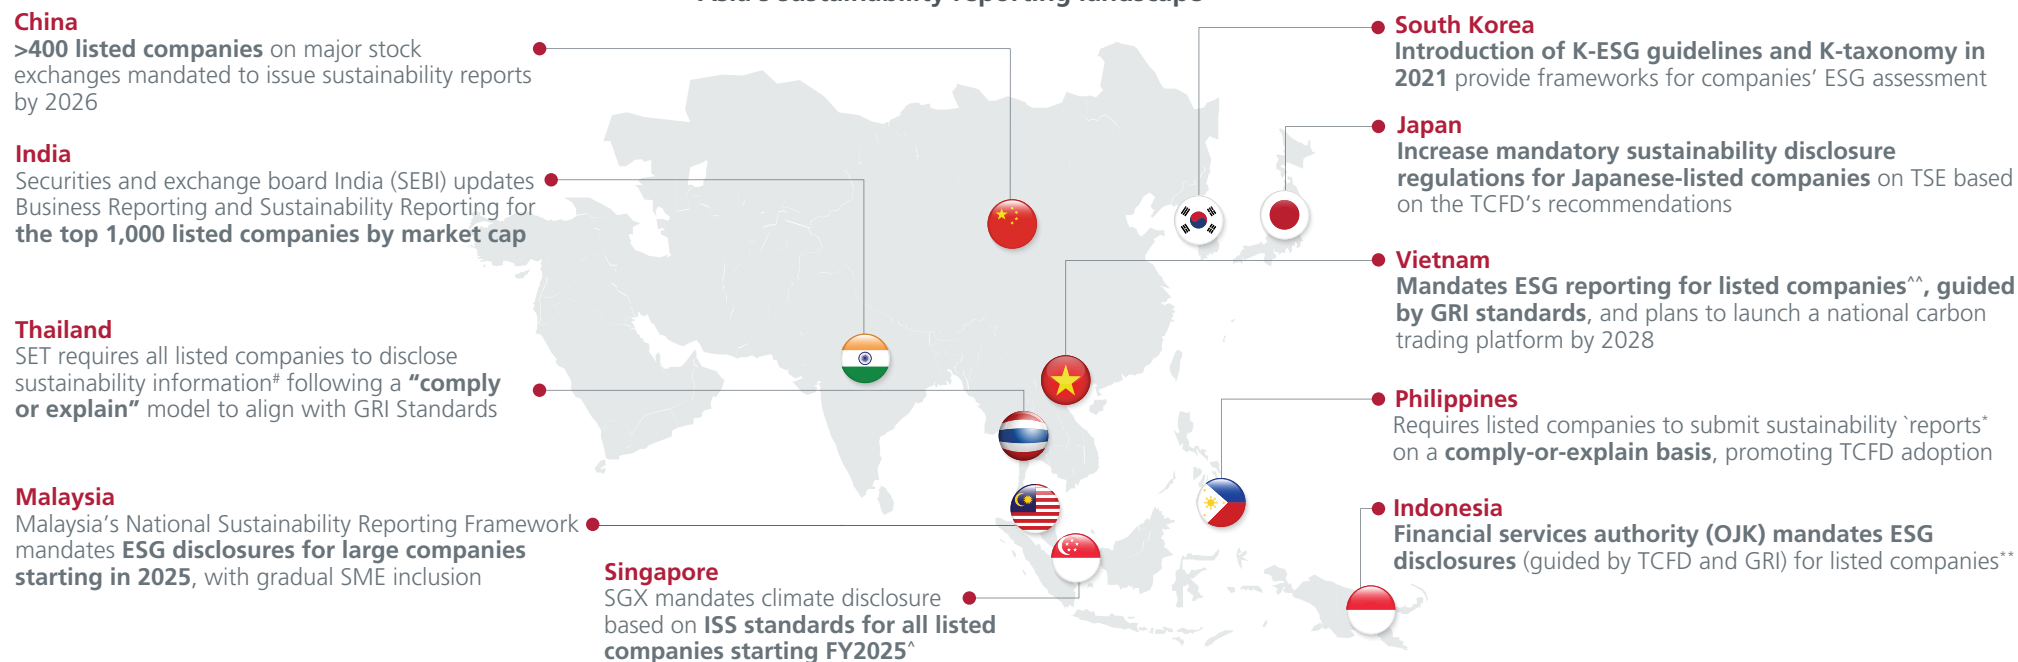 Asia's sustainability reporting landscape
China
>400 listed companies on major stock
exchanges mandated to issue sustainability reports
by 2026
India
Securities and exchange board India (SEBI) updates
Business Reporting and Sustainability Reporting for
the top 1,000 listed companies by market cap
Thailand
SET requires all listed companies to disclose
sustainability information# following a “comply
or explain” model to align with GRI Standards
Malaysia
Malaysia’s National Sustainability Reporting Framework
mandates ESG disclosures for large companies
starting in 2025, with gradual SME inclusion
Singapore
SGX mandates climate disclosure
based on ISS standards for all listed
companies starting FY2025^
South Korea
Introduction of K-ESG guidelines and K-taxonomy in
2021 provide frameworks for companies’ ESG assessment
Japan
Increase mandatory sustainability disclosure
regulations for Japanese-listed companies on TSE based
on the TCFD’s recommendations
Vietnam
Mandates ESG reporting for listed companies^^, guided
by GRI standards, and plans to launch a national carbon
trading platform by 2028
Philippines
Requires listed companies to submit sustainability `reports*
on a comply-or-explain basis, promoting TCFD adoption
Indonesia
Financial services authority (OJK) mandates ESG
disclosures (guided by TCFD and GRI) for listed companies**